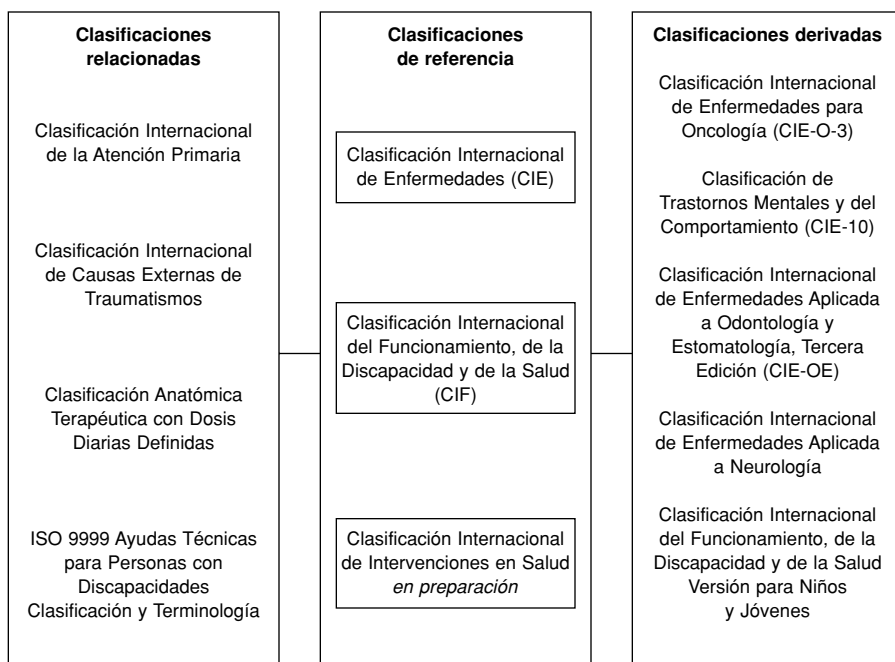 Clasificaciones
relacionadas
Clasificación Internacional
de la Atención Primaria
Clasificación Internacional
de Causas Externas de
Traumatismos
Clasificación Anatómica
Terapéutica con Dosis
Diarias Definidas
ISO 9999 Ayudas Técnicas
para Personas con
Discapacidades
Clasificación y Terminología
Clasificaciones
de referencia
Clasificación Internacional
de Enfermedades (CIE)
Clasificación Internacional
del Funcionamiento, de la
Discapacidad y de la Salud
(CIF)
Clasificación Internacional
de Intervenciones en Salud
en preparación
Clasificaciones derivadas
Clasificación Internacional
de Enfermedades para
Oncología (CIE-O-3)
Clasificación de
Trastornos Mentales y del
Comportamiento (CIE-10)
Clasificación Internacional
de Enfermedades Aplicada
a Odontología y
Estomatología, Tercera
Edición (CIE-OE)
Clasificación Internacional
de Enfermedades Aplicada
a Neurología
Clasificación Internacional
del Funcionamiento, de la
Discapacidad y de la Salud
Versión para Niños
y Jóvenes